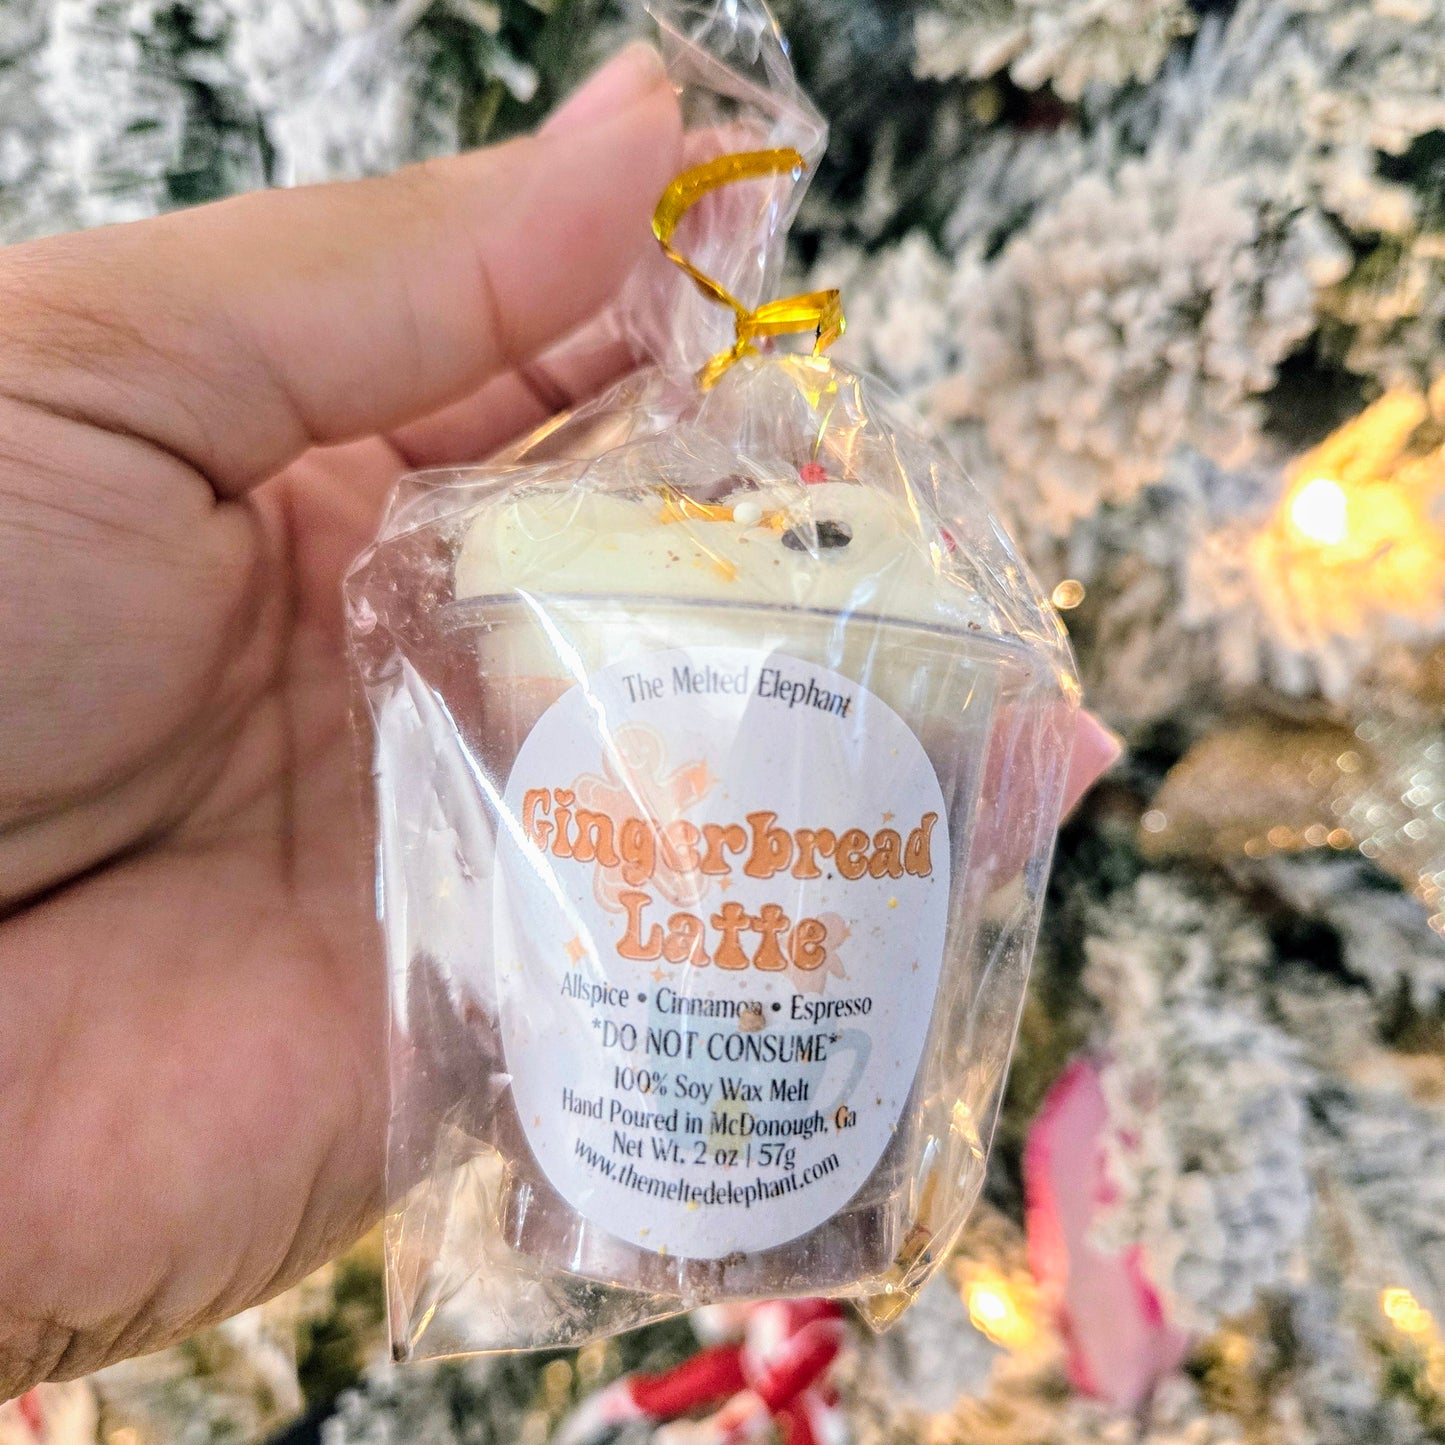 The Melted Elephant
Gingerbread
Latte
Allspice • Cinnamon • Espresso
*DO NOT CONSUME*
100% Soy Wax Melt
Hand Poured in McDonough, Ga
Net Wt. 2 oz | 57g
www.themeltedelephant.com